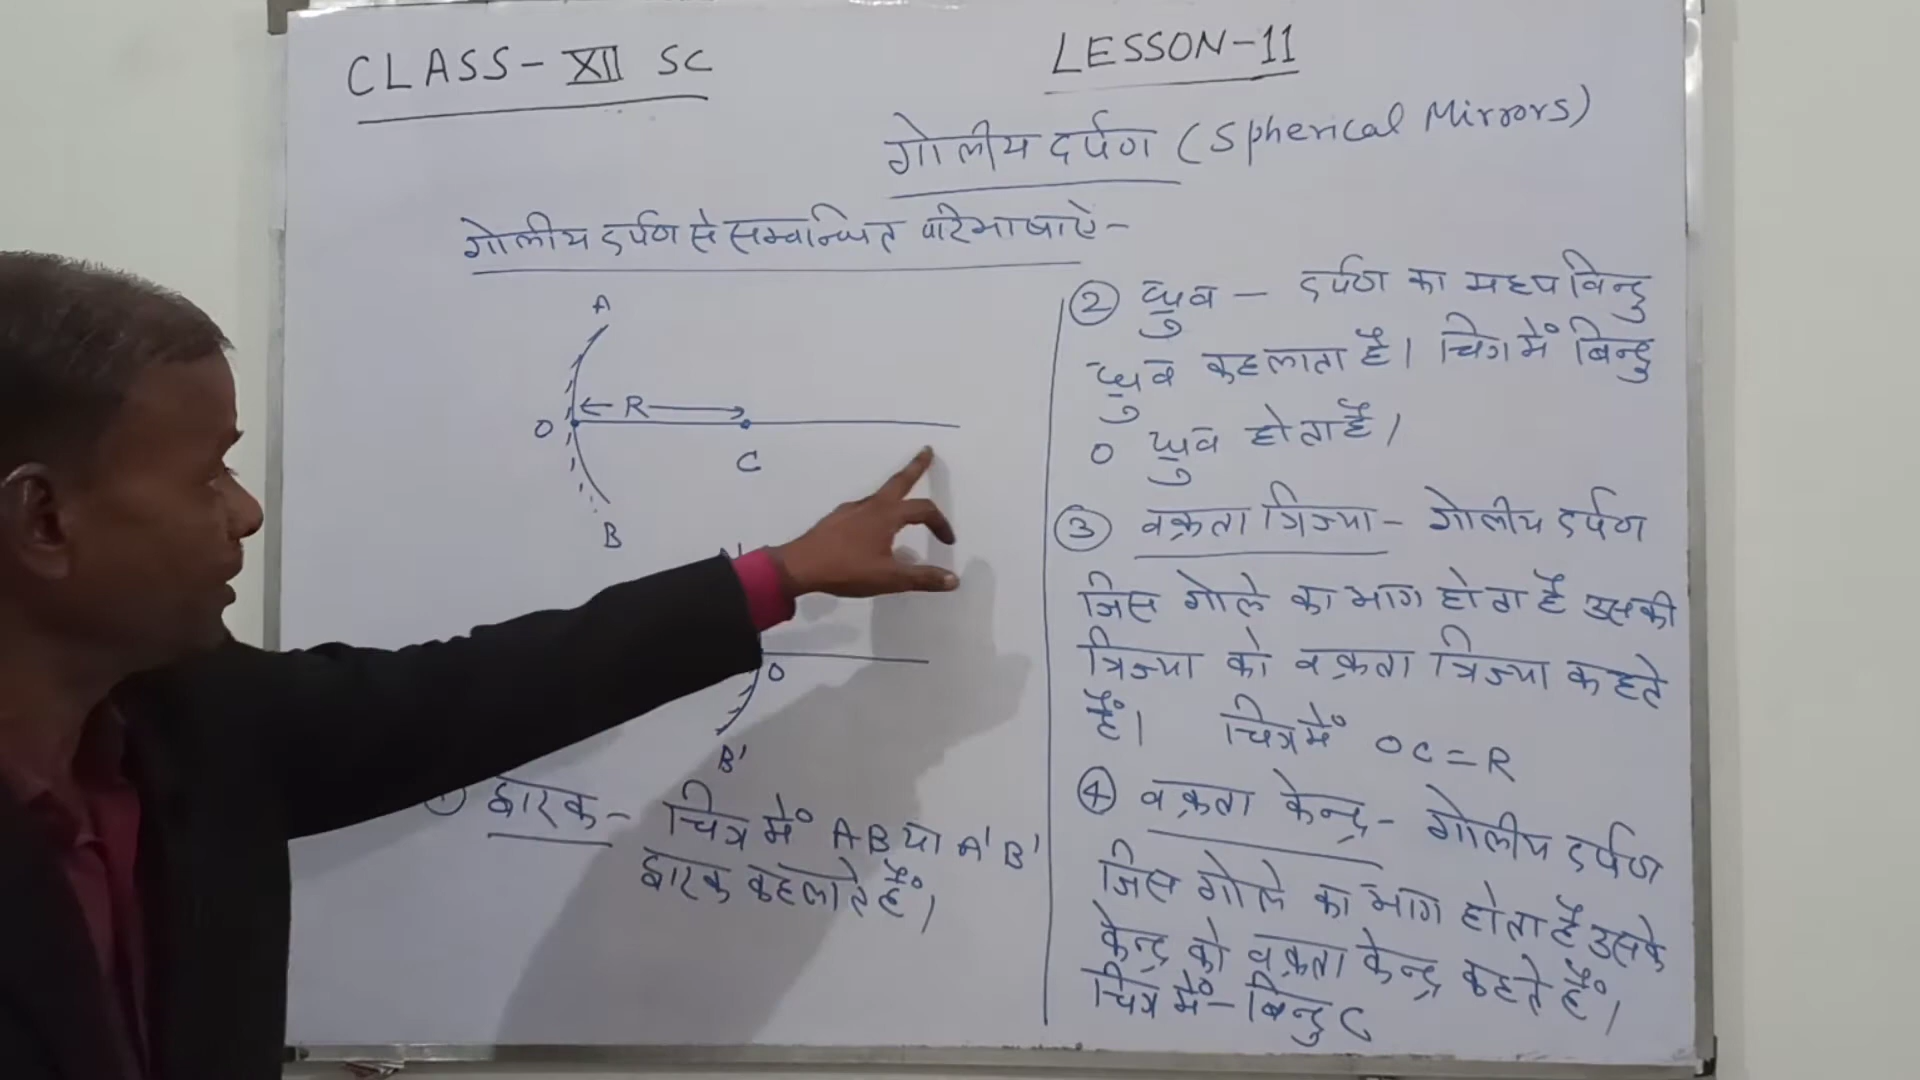 CLASS- XII SC
LESSON-11
गोलीय दर्पण (Spherical Mirrors)
गोलीय दर्पण से सम्बन्धित परिभाषाऐं-
A
R
O
C
B
O
B'
द्वारक- चित्र में AB या A'B'
द्वारक कहलाते हैं।
② ध्रुव - दर्पण का मध्य बिन्दु
ध्रुव कहलाता है। चित्र में बिन्दु
O ध्रुव होता है।
③ वक्रता त्रिज्या - गोलीय दर्पण
जिस गोले का भाग होता है उसकी
त्रिज्या को वक्रता त्रिज्या कहते
हैं। चित्र में OC=R
④ वक्रता केन्द्र - गोलीय दर्पण
जिस गोले का भाग होता है उसके
केन्द्र को वक्रता केन्द्र कहते हैं।
चित्र में - बिन्दु C